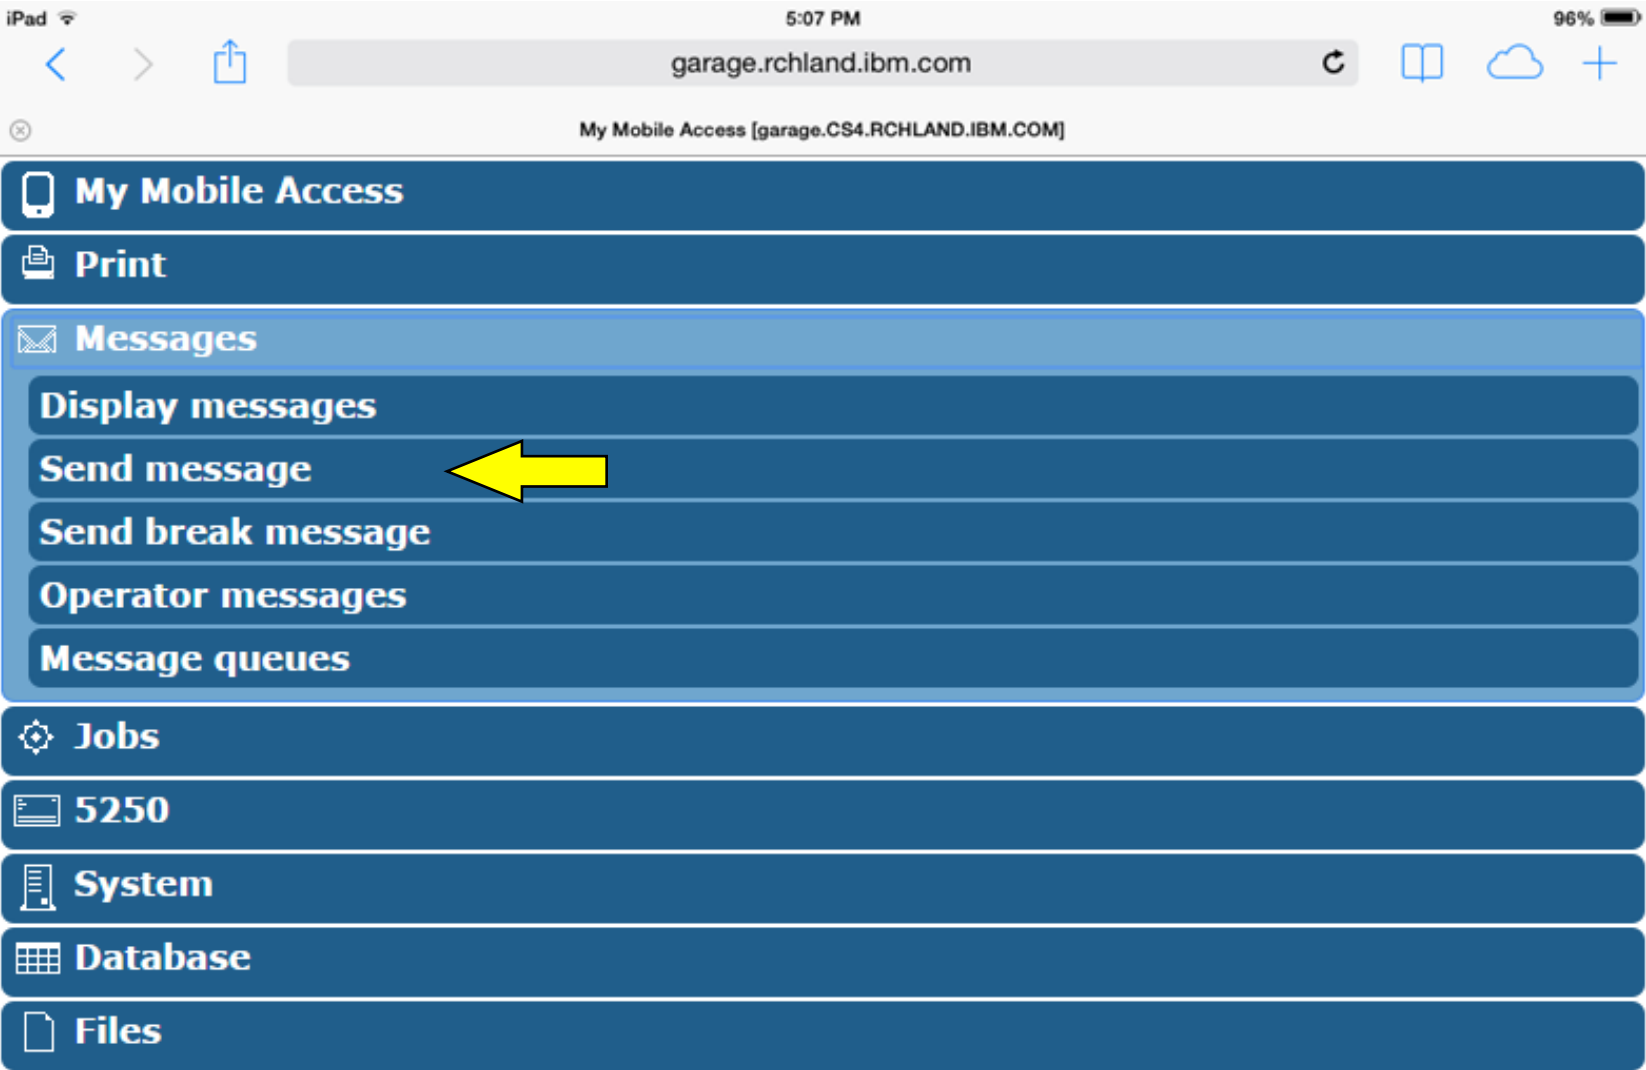 iPad 5:07 PM 96%
garage.rchland.ibm.com
My Mobile Access [garage.CS4.RCHLAND.IBM.COM]
My Mobile Access
Print
Messages
Display messages
Send message
Send break message
Operator messages
Message queues
Jobs
5250
System
Database
Files